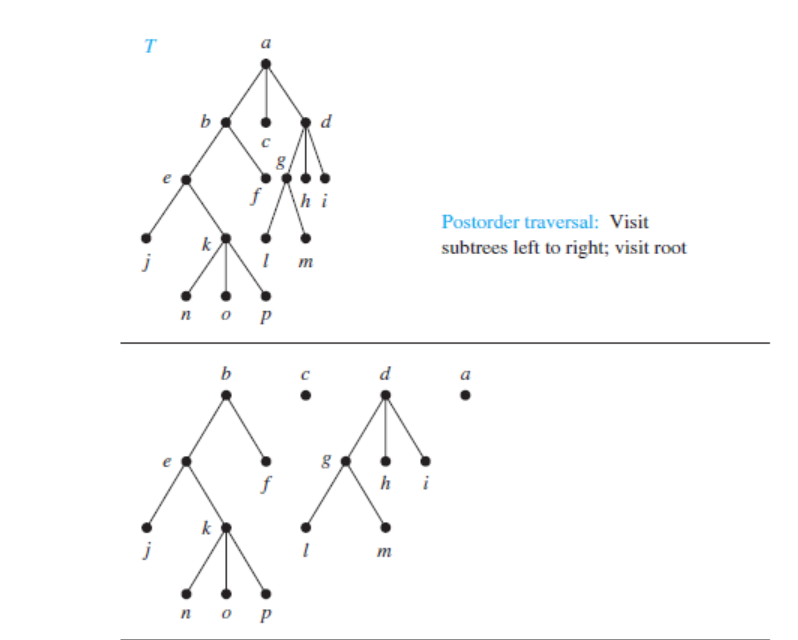 T
a
b
c
d
e
f
g
h i
j
k
l
m
n
o
p
Postorder traversal: Visit
subtrees left to right; visit root
b
c
d
a
e
f
g
h
i
j
k
l
m
n
o
p